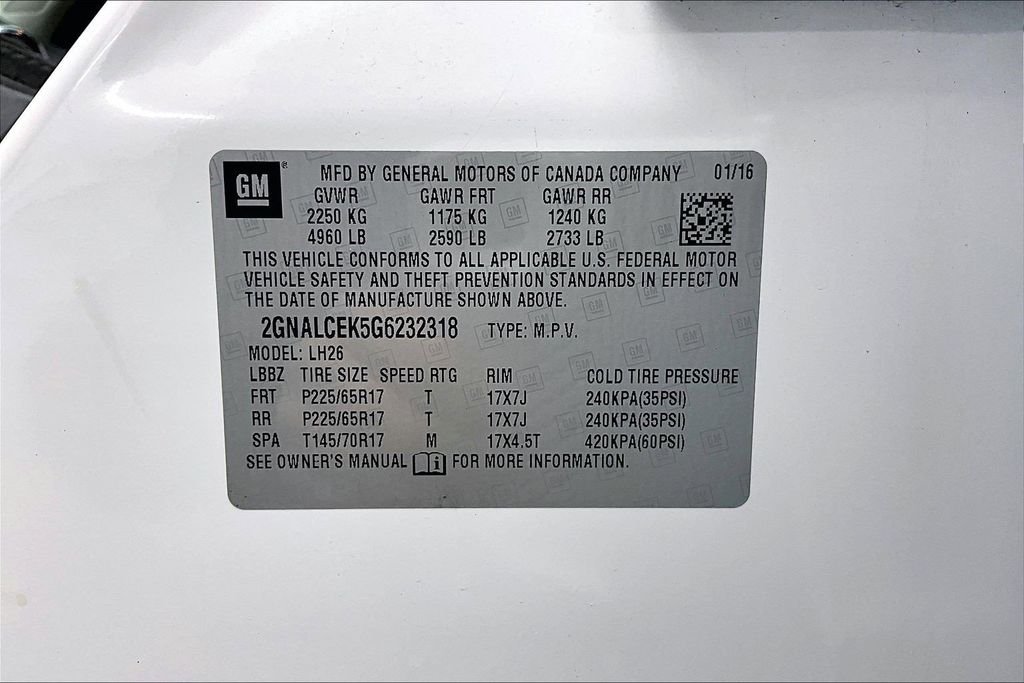 GM ® MFD BY GENERAL MOTORS OF CANADA COMPANY 01/16
GVWR GAWR FRT GAWR RR
2250 KG 1175 KG 1240 KG
4960 LB 2590 LB 2733 LB
THIS VEHICLE CONFORMS TO ALL APPLICABLE U.S. FEDERAL MOTOR
VEHICLE SAFETY AND THEFT PREVENTION STANDARDS IN EFFECT ON
THE DATE OF MANUFACTURE SHOWN ABOVE.
2GNALCEK5G6232318 TYPE: M.P.V.
MODEL: LH26
LBBZ TIRE SIZE SPEED RTG RIM COLD TIRE PRESSURE
FRT P225/65R17 T 17X7J 240KPA(35PSI)
RR P225/65R17 T 17X7J 240KPA(35PSI)
SPA T145/70R17 M 17X4.5T 420KPA(60PSI)
SEE OWNER'S MANUAL i FOR MORE INFORMATION.